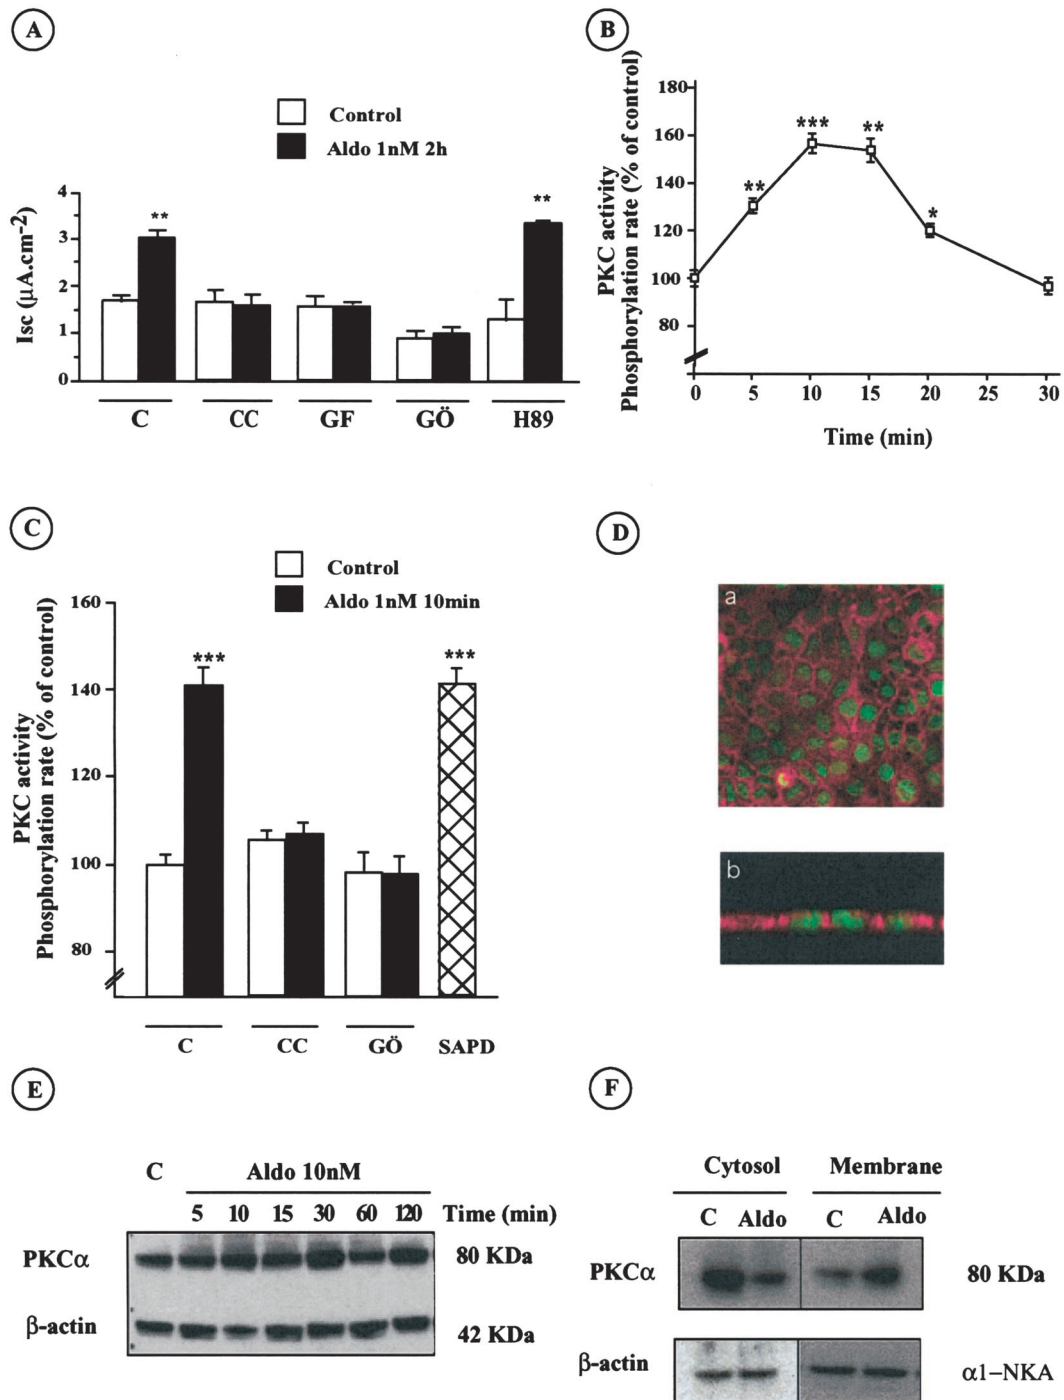 A
Control
Aldo 1nM 2h
Isc (μA.cm-2)
4
3
2
1
0
**
**
C CC GF GÖ H89
B
PKC activity
Phosphorylation rate (% of control)
180
160
140
120
100
80
**
***
**
*
0 5 10 15 20 25 30
Time (min)
C
Control
Aldo 1nM 10min
PKC activity
Phosphorylation rate (% of control)
160
140
120
100
80
***
***
C CC GÖ SAPD
D
a
b
E
C Aldo 10nM
5 10 15 30 60 120 Time (min)
PKCα 80 KDa
β-actin 42 KDa
F
Cytosol Membrane
C Aldo C Aldo
PKCα 80 KDa
β-actin α1-NKA